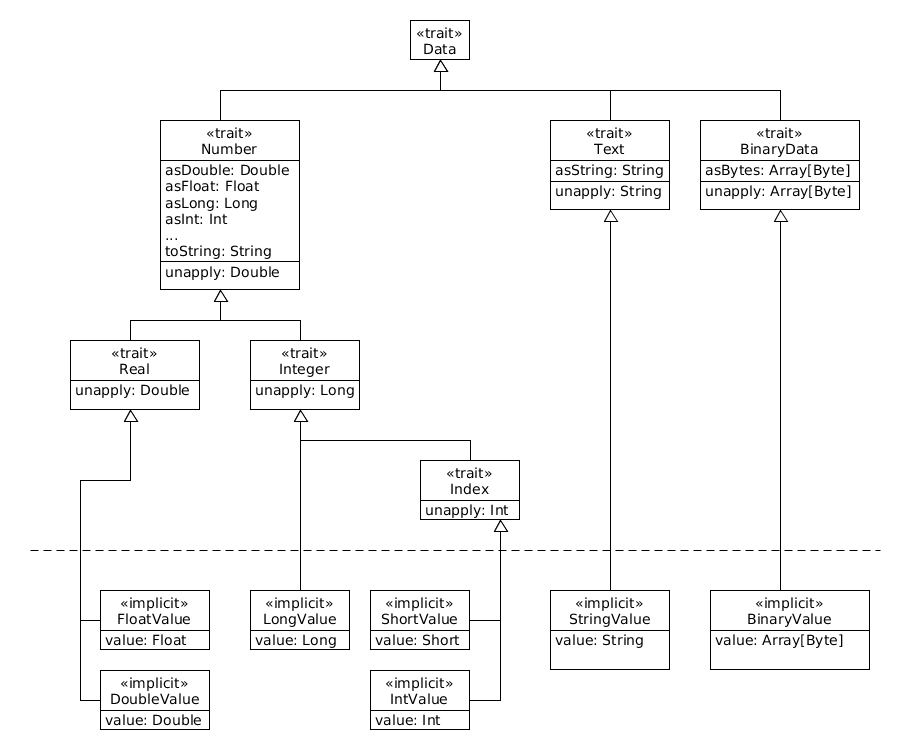 «trait»
Data
«trait»
Number
asDouble: Double
asFloat: Float
asLong: Long
asInt: Int
...
toString: String
unapply: Double
«trait»
Text
asString: String
unapply: String
«trait»
BinaryData
asBytes: Array[Byte]
unapply: Array[Byte]
«trait»
Real
unapply: Double
«trait»
Integer
unapply: Long
«trait»
Index
unapply: Int
«implicit»
FloatValue
value: Float
«implicit»
LongValue
value: Long
«implicit»
ShortValue
value: Short
«implicit»
StringValue
value: String
«implicit»
BinaryValue
value: Array[Byte]
«implicit»
DoubleValue
value: Double
«implicit»
IntValue
value: Int